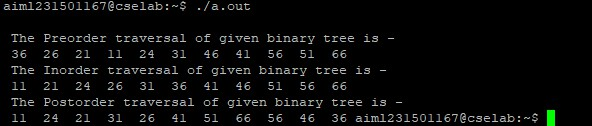 aiml231501167@cselab:~$ ./a.out
The Preorder traversal of given binary tree is -
36 26 21 11 24 31 46 41 56 51 66
The Inorder traversal of given binary tree is -
11 21 24 26 31 36 41 46 51 56 66
The Postorder traversal of given binary tree is -
11 24 21 31 26 41 51 66 56 46 36 aiml231501167@cselab:~$